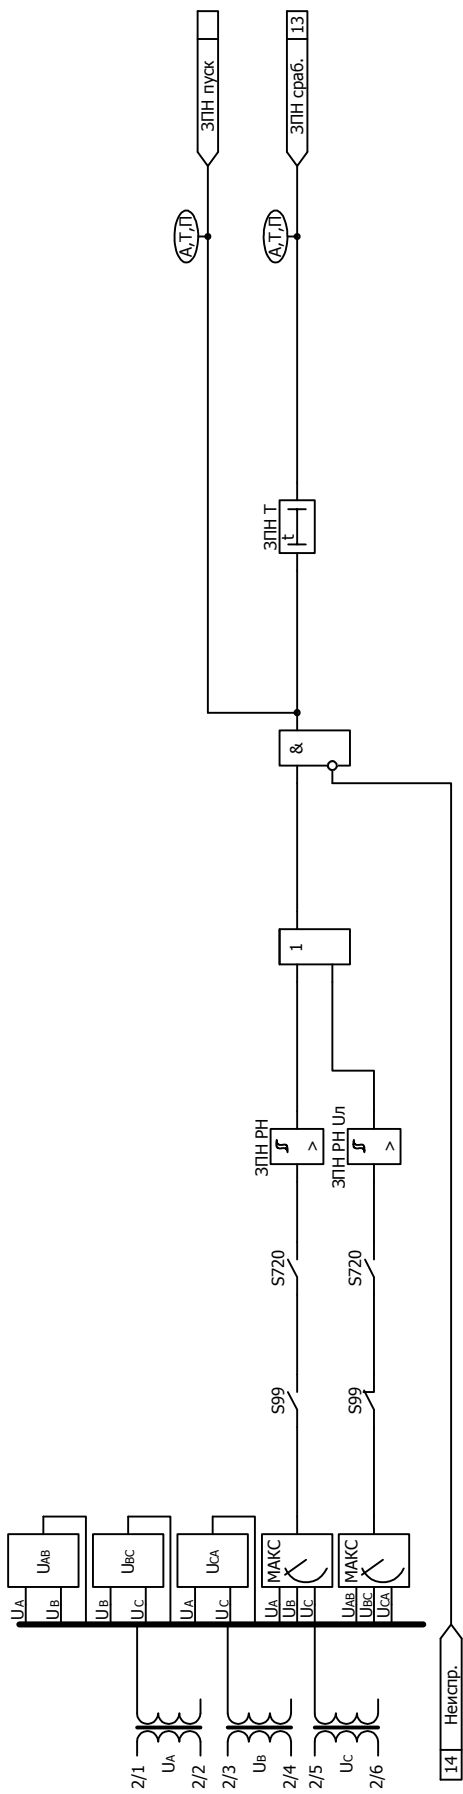 2/1
UA
2/2
2/3
UB
2/4
2/5
UC
2/6
14 Неиспр.
UA
UB
UAB
UB
UC
UBC
UA
UC
UCA
UA
UB
UC
МАКС
UAB
UBC
UCA
МАКС
S99
S99
S720
S720
ЗПН РН
>
ЗПН РН Uл
>
1
&
ЗПН Т
t
А,Т,П
А,Т,П
ЗПН пуск
ЗПН сраб. 13